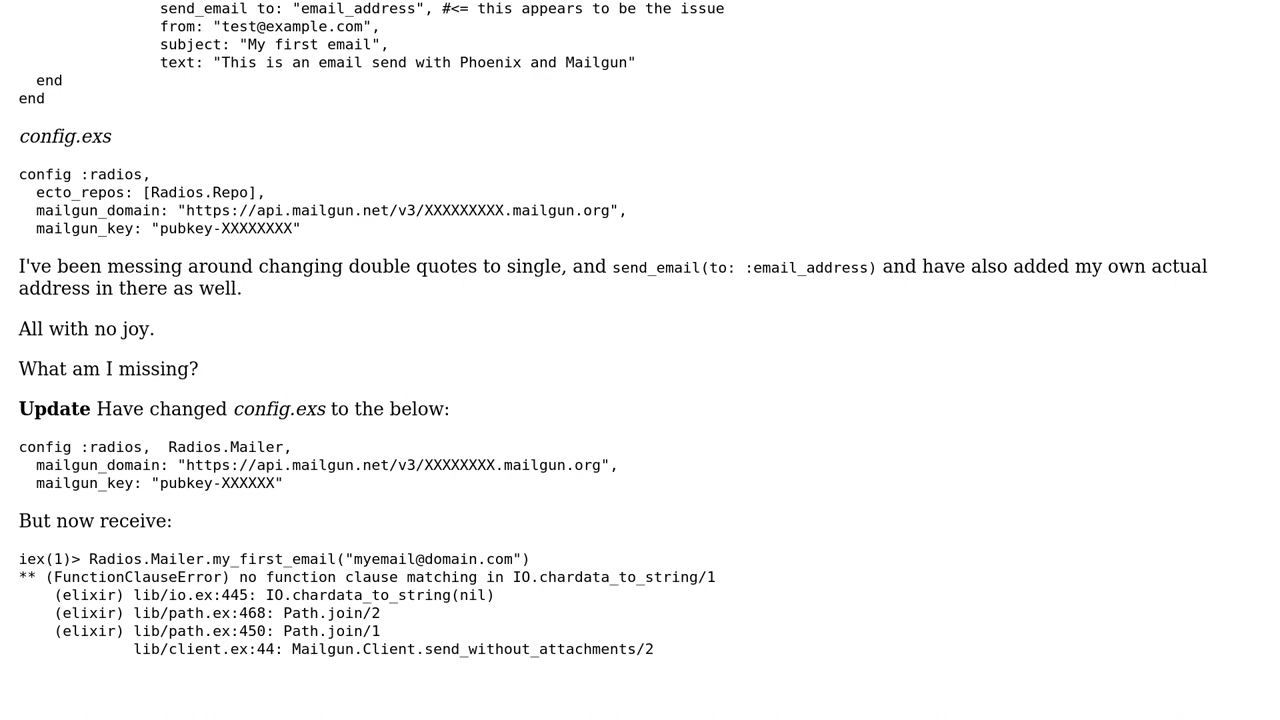 send_email to: "email_address", #<= this appears to be the issue
from: "test@example.com",
subject: "My first email",
text: "This is an email send with Phoenix and Mailgun"
end
end
config.exs
config :radios,
ecto_repos: [Radios.Repo],
mailgun_domain: "https://api.mailgun.net/v3/XXXXXXXXX.mailgun.org",
mailgun_key: "pubkey-XXXXXXXX"
I've been messing around changing double quotes to single, and send_email(to: :email_address) and have also added my own actual
address in there as well.
All with no joy.
What am I missing?
Update Have changed config.exs to the below:
config :radios,  Radios.Mailer,
mailgun_domain: "https://api.mailgun.net/v3/XXXXXXXX.mailgun.org",
mailgun_key: "pubkey-XXXXXX"
But now receive:
iex(1)> Radios.Mailer.my_first_email("myemail@domain.com")
** (FunctionClauseError) no function clause matching in IO.chardata_to_string/1
(elixir) lib/io.ex:445: IO.chardata_to_string(nil)
(elixir) lib/path.ex:468: Path.join/2
(elixir) lib/path.ex:450: Path.join/1
lib/client.ex:44: Mailgun.Client.send_without_attachments/2